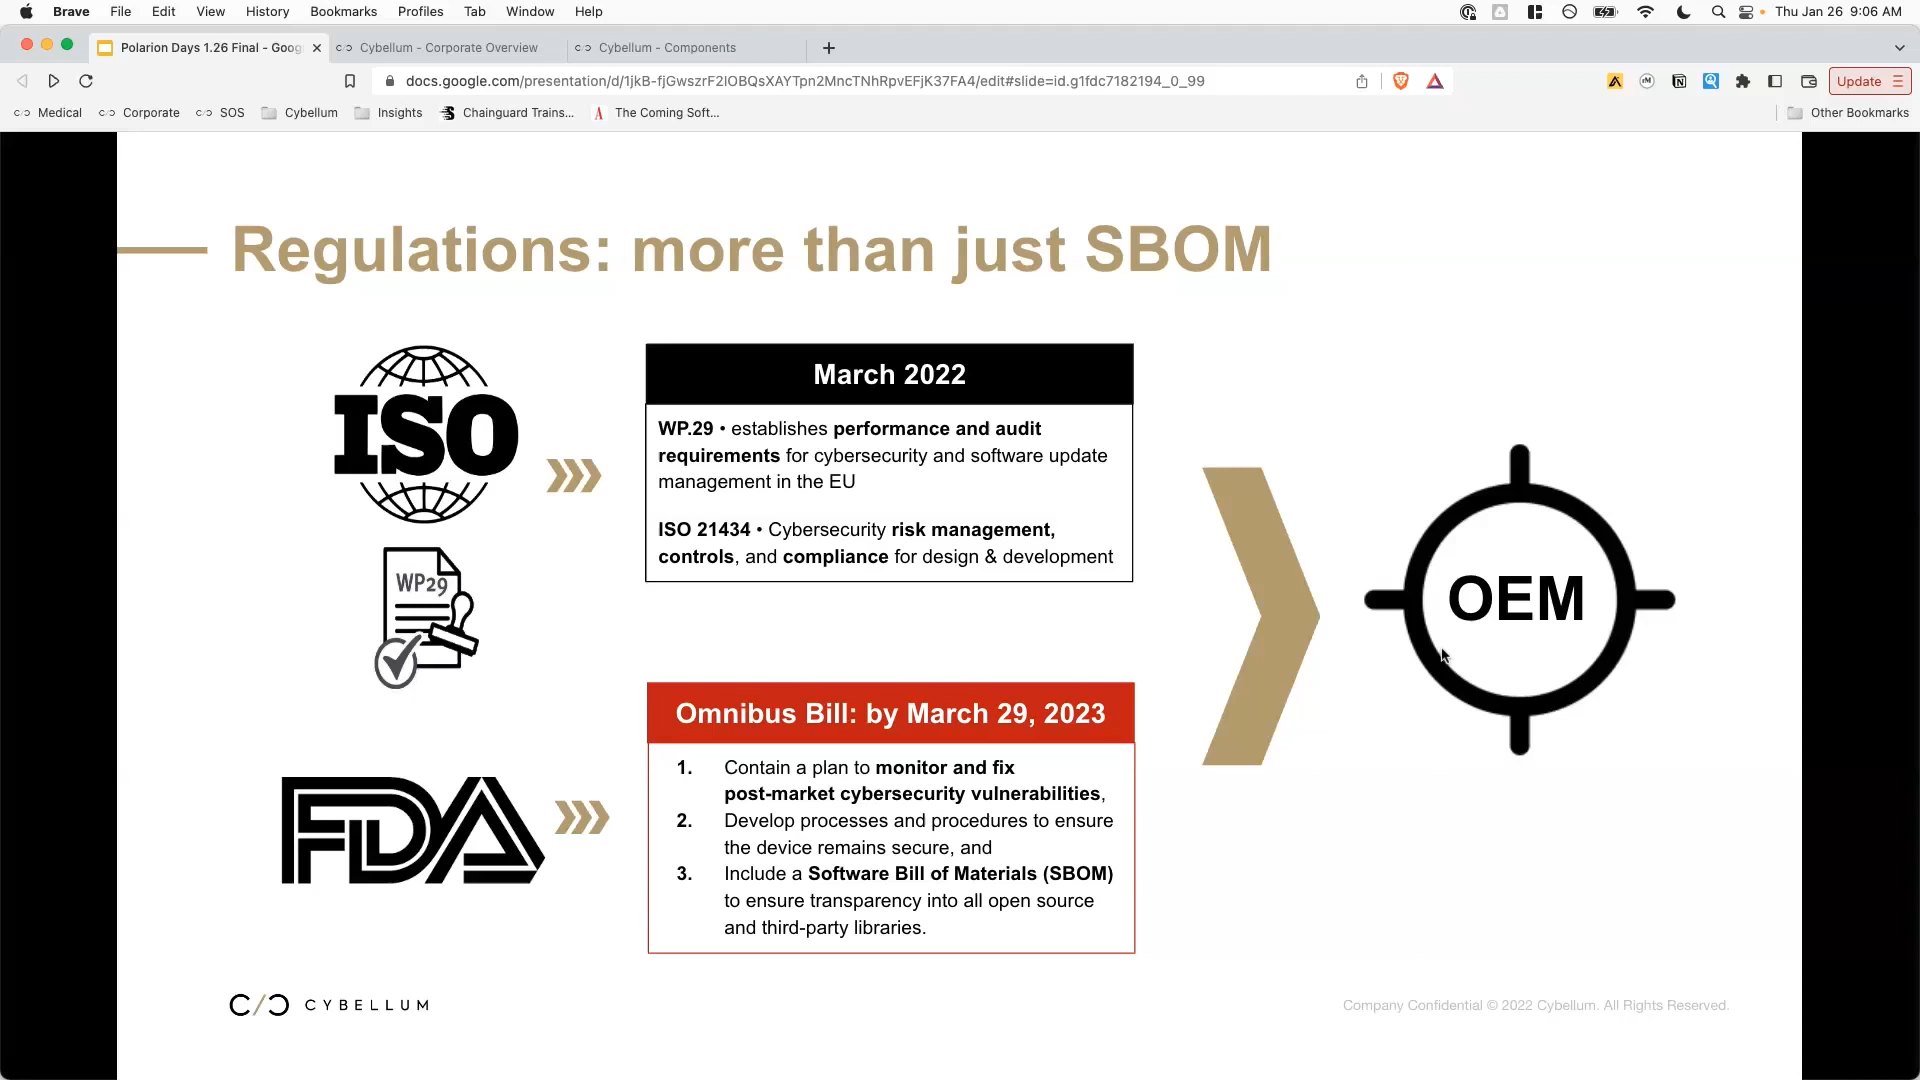 Brave File Edit View History Bookmarks Profiles Tab Window Help Thu Jan 26 9:06 AM
Polarion Days 1.26 Final - Goog Cybellum - Corporate Overview Cybellum - Components
docs.google.com/presentation/d/1jkB-fjGwszrF2IOBQsXAYTpn2MncTNhRpvEFjK37FA4/edit#slide=id.g1fdc7182194_0_99 Update
Medical Corporate SOS Cybellum Insights Chainguard Trains... The Coming Soft... Other Bookmarks
Regulations: more than just SBOM
ISO
WP29
FDA
March 2022
WP.29 • establishes performance and audit
requirements for cybersecurity and software update
management in the EU
ISO 21434 • Cybersecurity risk management,
controls, and compliance for design & development
Omnibus Bill: by March 29, 2023
1. Contain a plan to monitor and fix
post-market cybersecurity vulnerabilities,
2. Develop processes and procedures to ensure
the device remains secure, and
3. Include a Software Bill of Materials (SBOM)
to ensure transparency into all open source
and third-party libraries.
OEM
CYBELLUM
Company Confidential © 2022 Cybellum. All Rights Reserved.